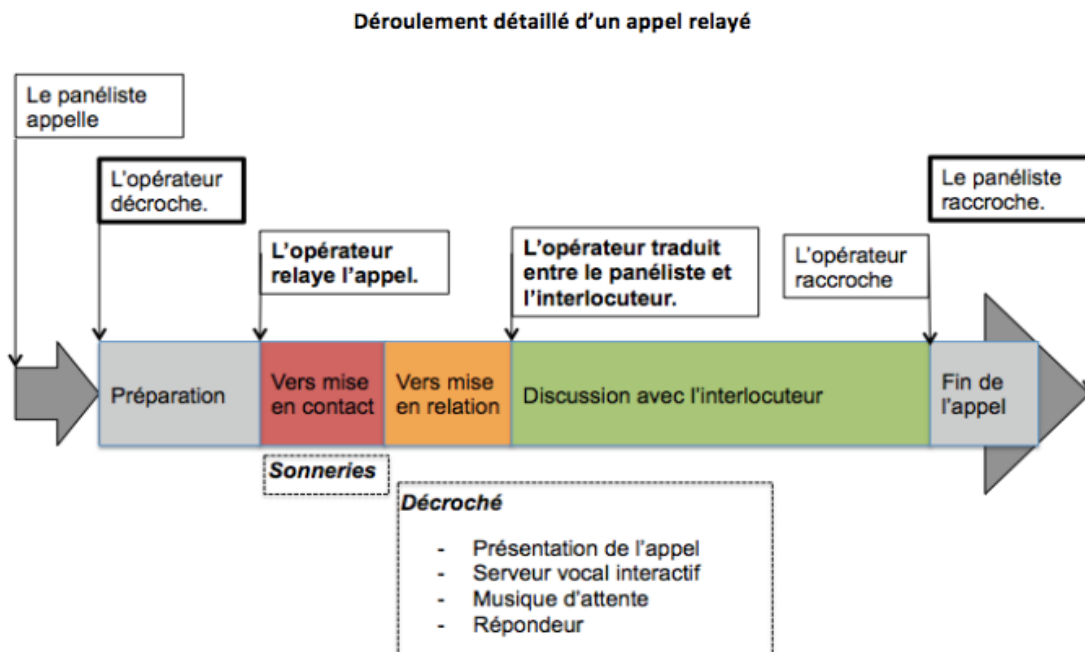 Déroulement détaillé d'un appel relayé
Le panéliste
appelle
L'opérateur
décroche.
L'opérateur
relaye l'appel.
L'opérateur traduit
entre le panéliste et
l'interlocuteur.
L'opérateur
raccroche
Le panéliste
raccroche.
Préparation
Vers mise
en contact
Vers mise
en relation
Discussion avec l'interlocuteur
Fin de
l'appel
Sonneries
Décroché
- Présentation de l'appel
- Serveur vocal interactif
- Musique d'attente
- Répondeur